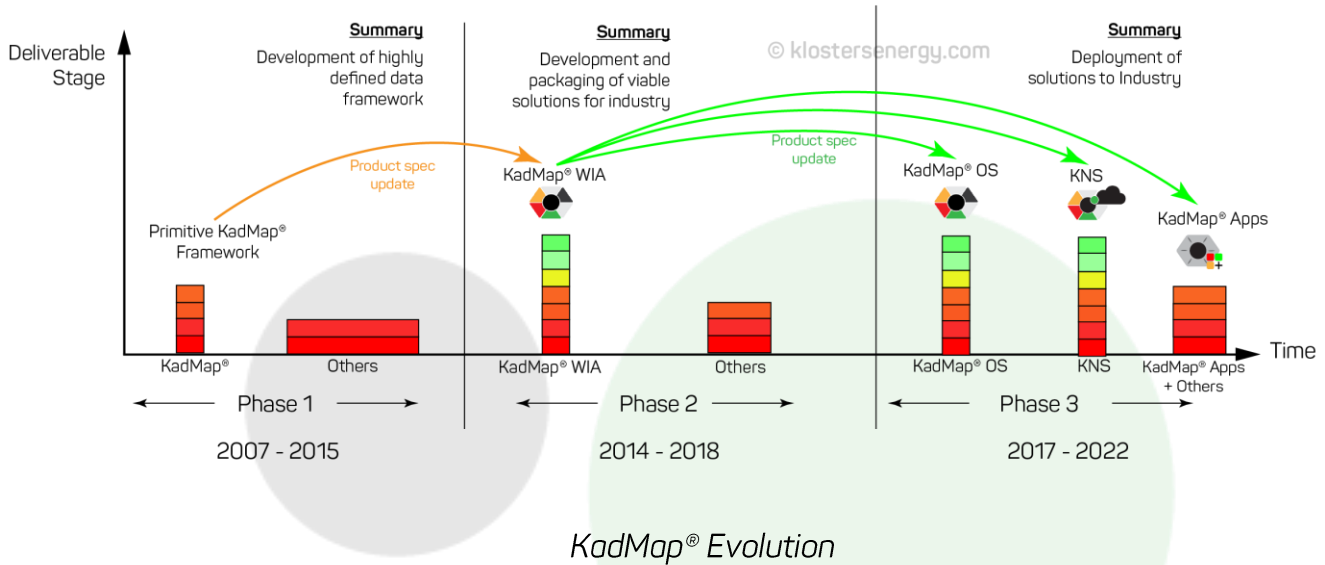 Deliverable
Stage
Summary
Development of highly
defined data
framework
Summary
Development and
packaging of viable
solutions for industry
© klostersenergy.com
Summary
Deployment of
solutions to Industry
Product spec
update
Product spec
update
Primitive KadMap®
Framework
KadMap® WIA
KadMap® OS
KNS
KadMap® Apps
+
KadMap®
Others
KadMap® WIA
Others
KadMap® OS
KNS
KadMap® Apps
+ Others
Time
Phase 1
Phase 2
Phase 3
2007 - 2015
2014 - 2018
2017 - 2022
KadMap® Evolution